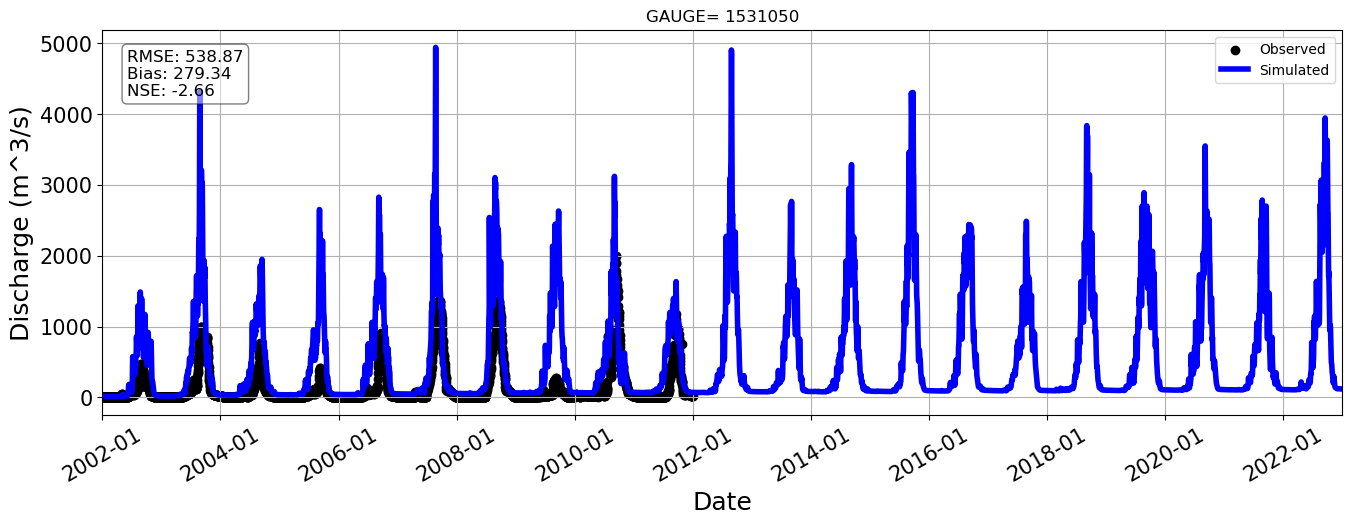 GAUGE= 1531050
RMSE: 538.87
Bias: 279.34
NSE: -2.66
Observed
Simulated
Discharge (m^3/s)
5000
4000
3000
2000
1000
0
2002-01
2004-01
2006-01
2008-01
2010-01
2012-01
2014-01
2016-01
2018-01
2020-01
2022-01
Date